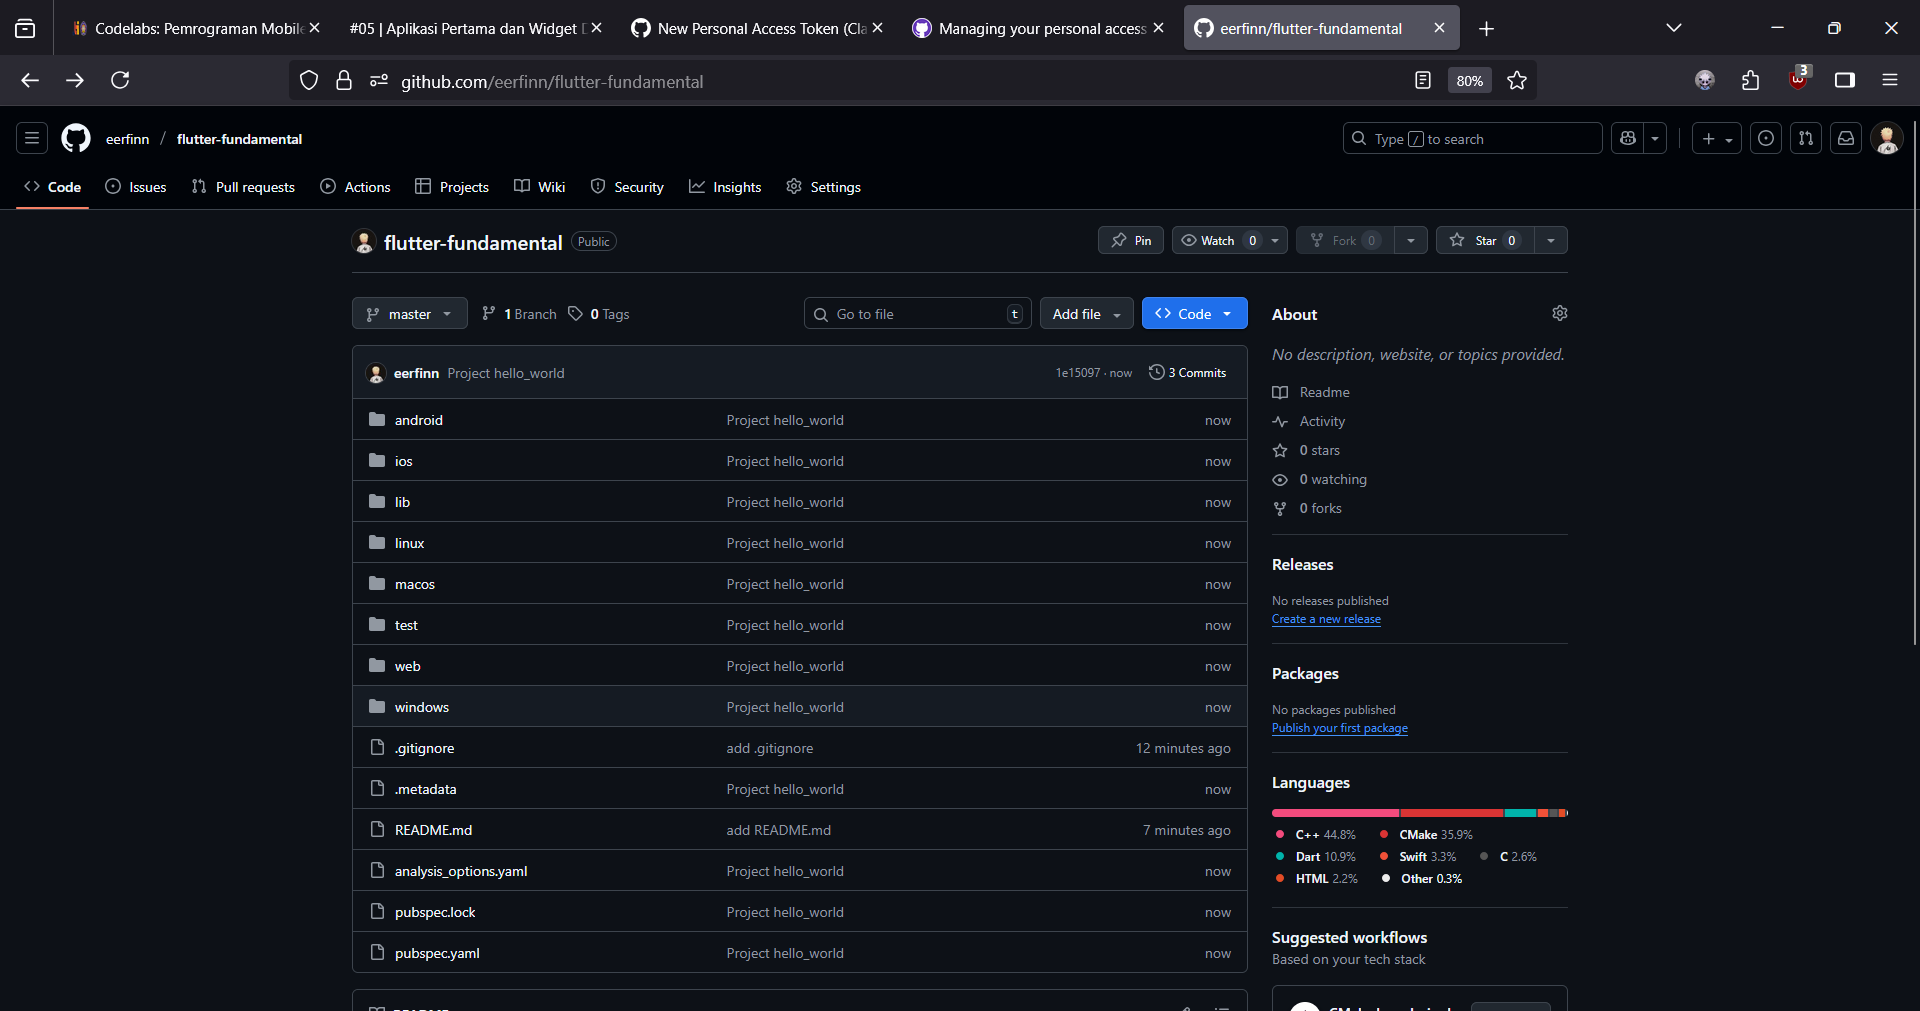 Codelabs: Pemrograman Mobile
#05 | Aplikasi Pertama dan Widget D
New Personal Access Token (Cla
Managing your personal access
eerfinn/flutter-fundamental
github.com/eerfinn/flutter-fundamental
80%
3
eerfinn / flutter-fundamental
Type / to search
Code
Issues
Pull requests
Actions
Projects
Wiki
Security
Insights
Settings
flutter-fundamental Public
Pin
Watch 0
Fork 0
Star 0
master
1 Branch
0 Tags
Go to file t
Add file
Code
eerfinn Project hello_world 1e15097 · now 3 Commits
android Project hello_world now
ios Project hello_world now
lib Project hello_world now
linux Project hello_world now
macos Project hello_world now
test Project hello_world now
web Project hello_world now
windows Project hello_world now
.gitignore add .gitignore 12 minutes ago
.metadata Project hello_world now
README.md add README.md 7 minutes ago
analysis_options.yaml Project hello_world now
pubspec.lock Project hello_world now
pubspec.yaml Project hello_world now
About
No description, website, or topics provided.
Readme
Activity
0 stars
0 watching
0 forks
Releases
No releases published
Create a new release
Packages
No packages published
Publish your first package
Languages
C++ 44.8% CMake 35.9%
Dart 10.9% Swift 3.3% C 2.6%
HTML 2.2% Other 0.3%
Suggested workflows
Based on your tech stack